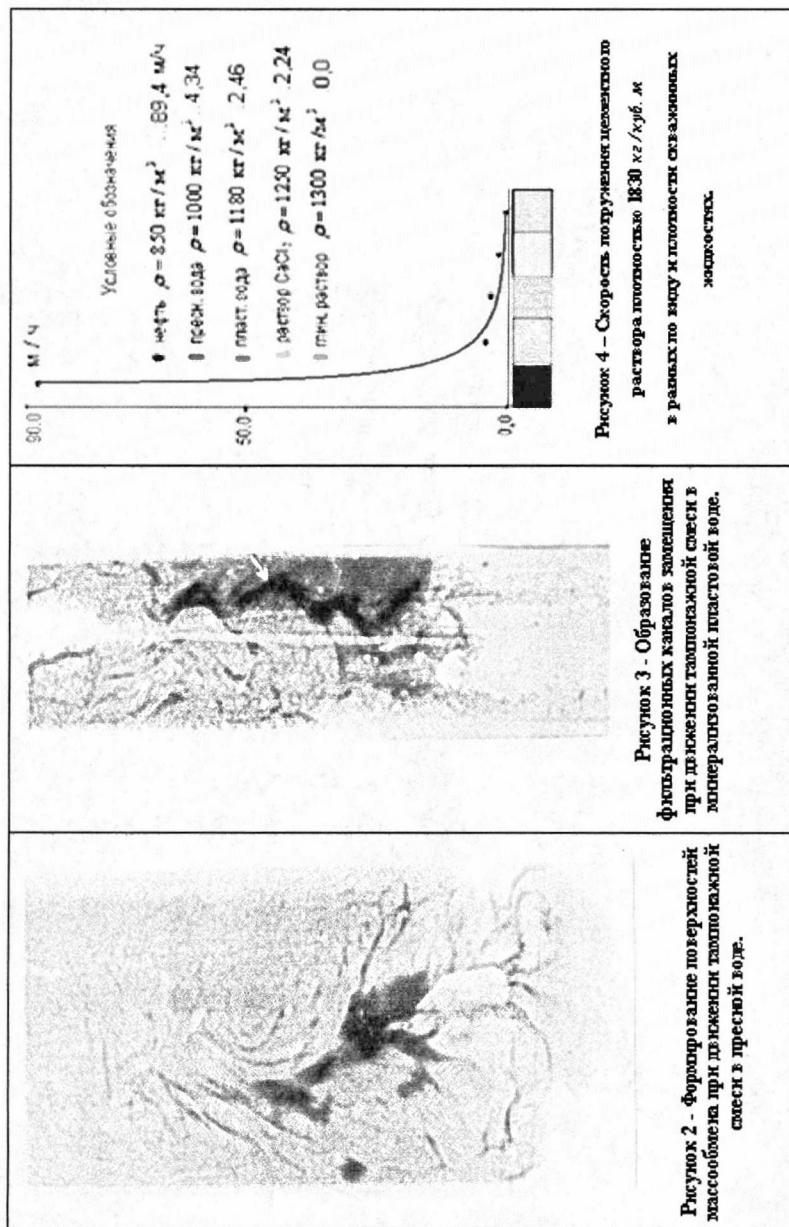 Рисунок 2 - Формирование поверхностей
массообмена при движении тампонажной
смеси в пресной воде.
Рисунок 3 - Образование
фильтрационных каналов замещения
при движении тампонажной смеси в
минерализованной пластовой воде.
90.0
м / ч
50.0
0,0
Условные обозначения
нефть ρ = 850 кг / м³ ....89,4 м/ч
пресн. вода ρ = 1000 кг / м³ ..4,34
пласт. вода ρ = 1180 кг / м³ ..2,46
раствор CaCl₂ ρ = 1250 кг / м³ ..2,24
глин. раствор ρ = 1300 кг /м³ 0,0
Рисунок 4 – Скорость погружения цементного
раствора плотностью 1830 кг/куб. м
в разных по виду и плотности скважинных
жидкостях.